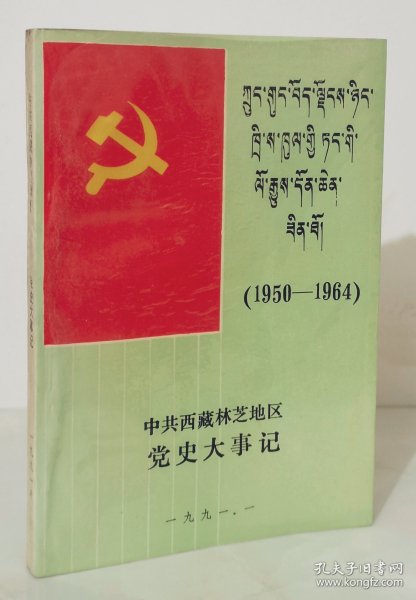 ཀྲུང་གུང་བོད་ལྗོངས་ཉིང་
ཁྲི་ས་ཁུལ་གྱི་ཏང་གི་
ལོ་རྒྱུས་དོན་ཆེན་
ཟིན་ཐོ།
(1950—1964)
中共西藏林芝地区
党史大事记
一九九一.一
孔夫子旧书网
www.kongfz.com